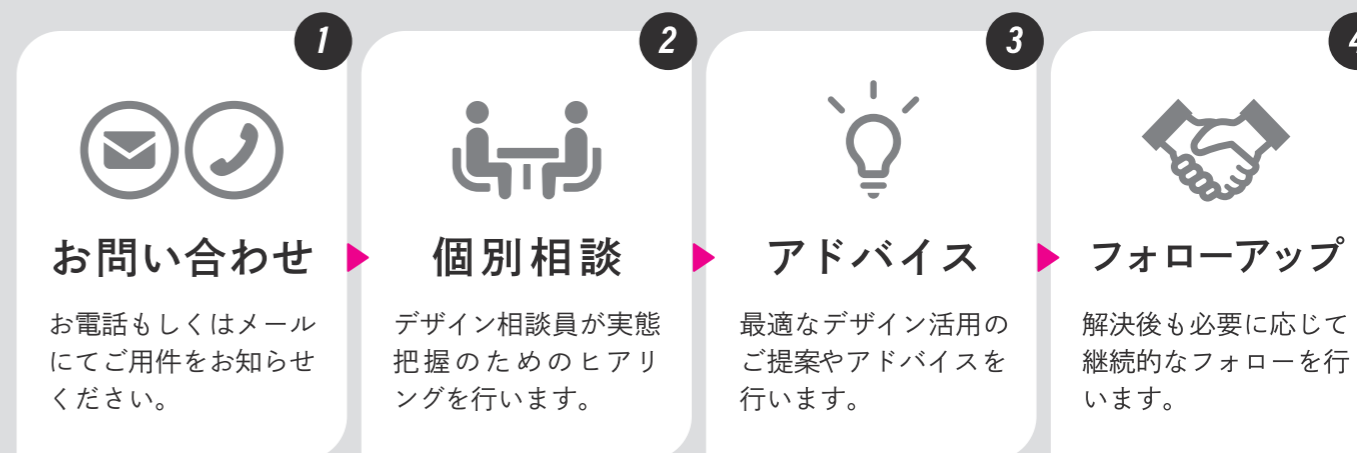 1
お問い合わせ
お電話もしくはメール
にてご用件をお知らせ
ください。
2
個別相談
デザイン相談員が実態
把握のためのヒアリ
ングを行います。
3
アドバイス
最適なデザイン活用の
ご提案やアドバイスを
行います。
4
フォローアップ
解決後も必要に応じて
継続的なフォローを行
います。